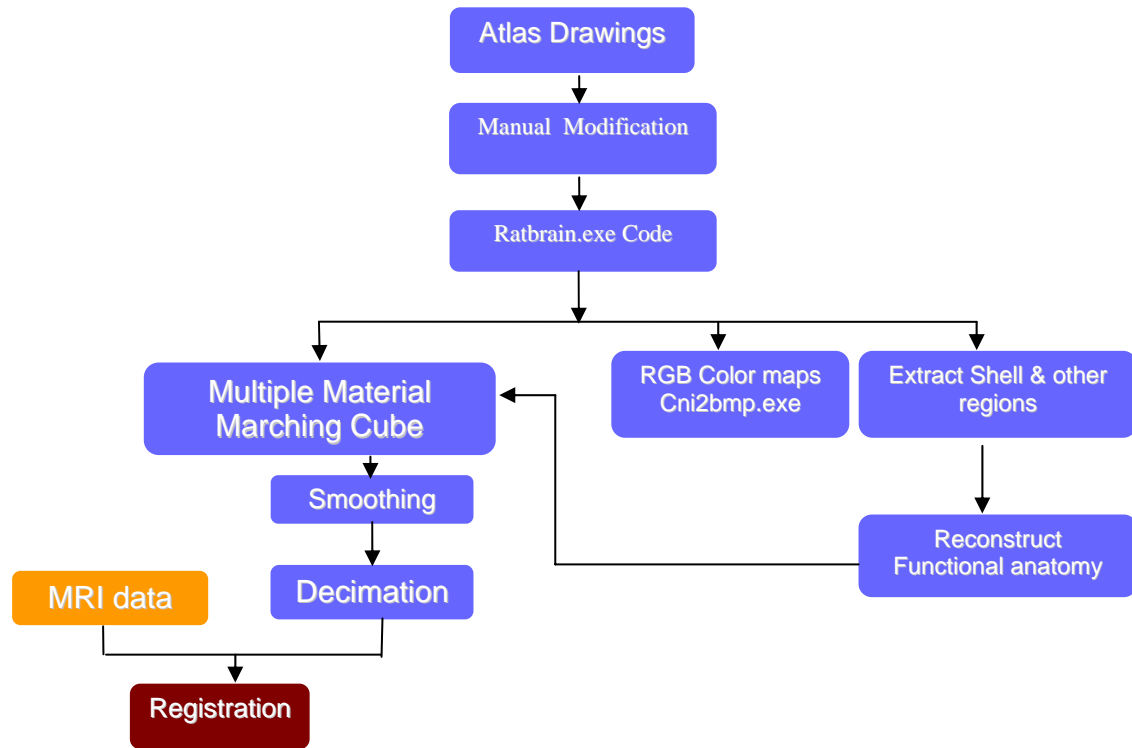 Atlas Drawings
Manual  Modification
Ratbrain.exe Code
Multiple Material
Marching Cube
RGB Color maps
Cni2bmp.exe
Extract Shell & other
regions
Smoothing
Reconstruct
Functional anatomy
Decimation
MRI data
Registration